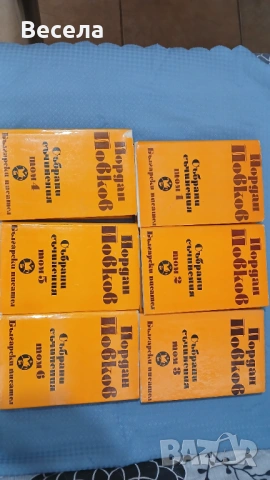 Весела
Йордан
Йовков
Събрани
съчинения
том 4
Български писател
Йордан
Йовков
Събрани
съчинения
том 1
Български писател
Йордан
Йовков
Събрани
съчинения
том 5
Български писател
Йордан
Йовков
Събрани
съчинения
том 2
Български писател
Йордан
Йовков
Събрани
съчинения
том 6
Български писател
Йордан
Йовков
Събрани
съчинения
том 3
Български писател
BAZAR